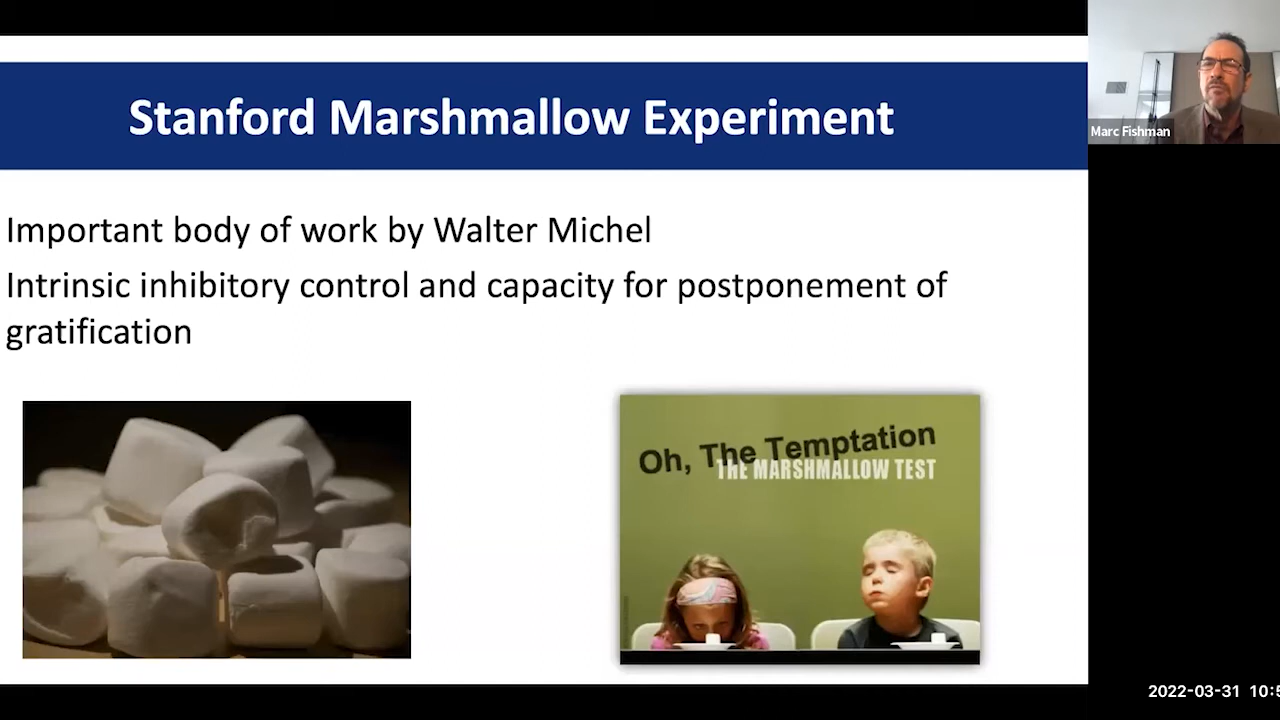 Stanford Marshmallow Experiment
Marc Fishman
Important body of work by Walter Michel
Intrinsic inhibitory control and capacity for postponement of
gratification
Oh, The Temptation
THE MARSHMALLOW TEST
2022-03-31 10:5